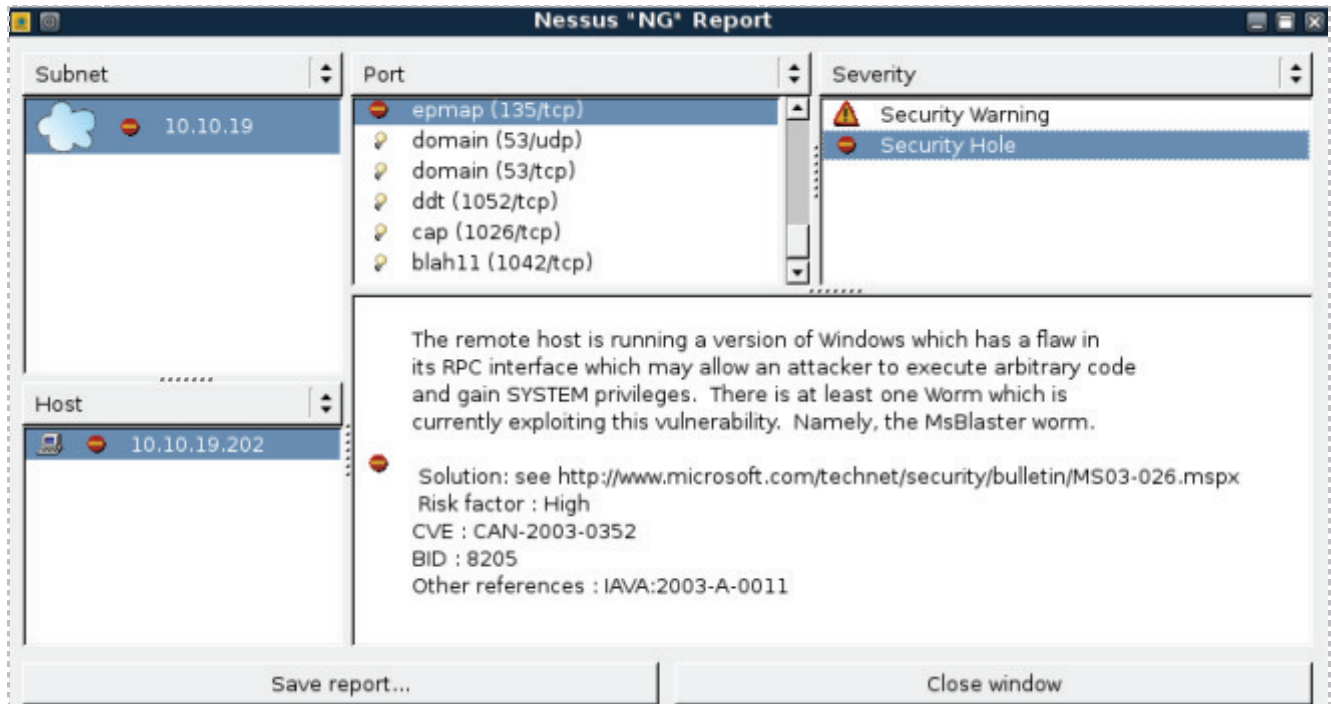 Nessus "NG" Report
Subnet
10.10.19
Port
epmap (135/tcp)
domain (53/udp)
domain (53/tcp)
ddt (1052/tcp)
cap (1026/tcp)
blah11 (1042/tcp)
Severity
Security Warning
Security Hole
Host
10.10.19.202
The remote host is running a version of Windows which has a flaw in
its RPC interface which may allow an attacker to execute arbitrary code
and gain SYSTEM privileges. There is at least one Worm which is
currently exploiting this vulnerability. Namely, the MsBlaster worm.
Solution: see http://www.microsoft.com/technet/security/bulletin/MS03-026.mspx
Risk factor : High
CVE : CAN-2003-0352
BID : 8205
Other references : IAVA:2003-A-0011
Save report...
Close window